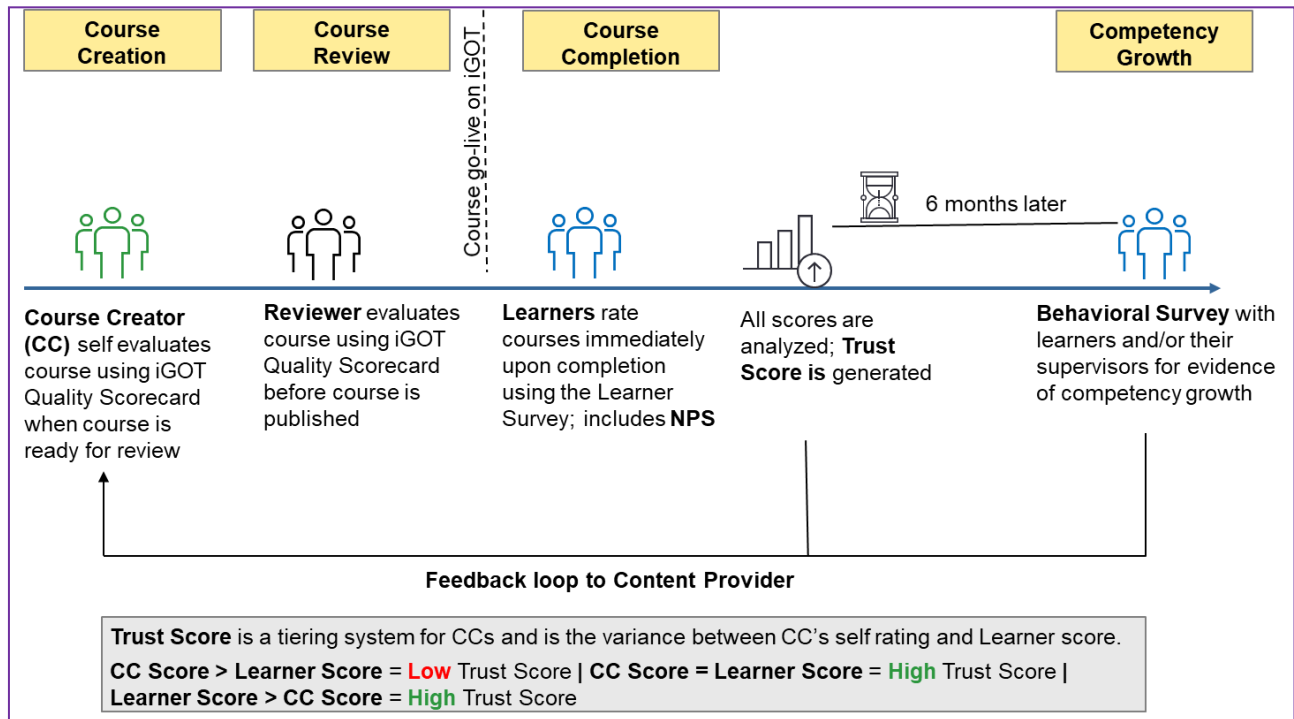 Course
Creation
Course
Review
Course go-live on iGOT
Course
Completion
Competency
Growth
6 months later
Course Creator
(CC) self evaluates
course using iGOT
Quality Scorecard
when course is
ready for review
Reviewer evaluates
course using iGOT
Quality Scorecard
before course is
published
Learners rate
courses immediately
upon completion
using the Learner
Survey; includes NPS
All scores are
analyzed; Trust
Score is generated
Behavioral Survey with
learners and/or their
supervisors for evidence
of competency growth
Feedback loop to Content Provider
Trust Score is a tiering system for CCs and is the variance between CC's self rating and Learner score.
CC Score > Learner Score = Low Trust Score | CC Score = Learner Score = High Trust Score |
Learner Score > CC Score = High Trust Score